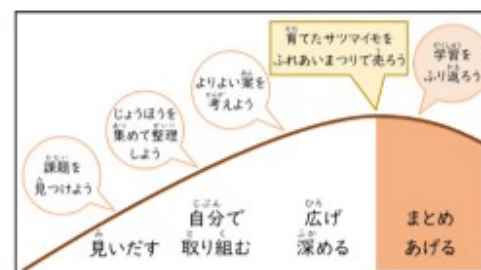 課題を
見つけよう
じょうほうを
集めて整理
しよう
よりよい案を
考えよう
育てたサツマイモを
ふれあいまつりで売ろう
学習を
ふり返ろう
見いだす
自分で
取り組む
広げ
深める
まとめ
あげる